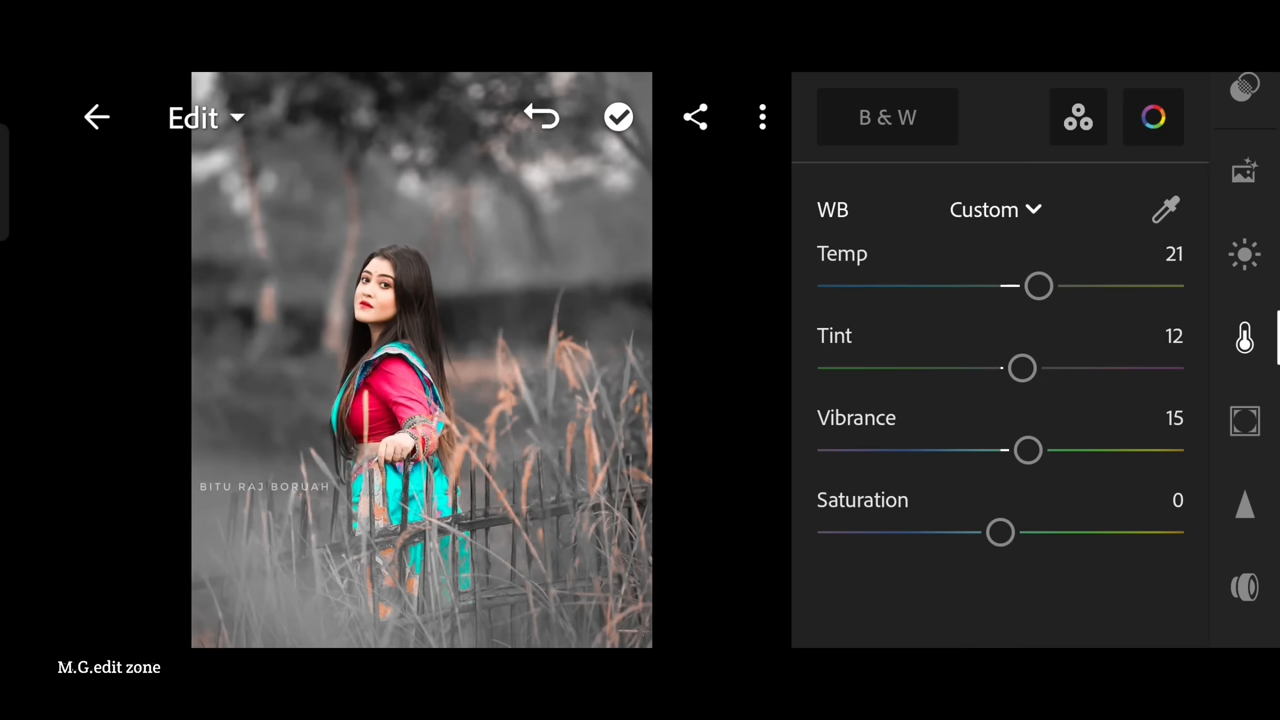 Edit
B & W
WB
Custom
Temp
21
Tint
12
Vibrance
15
Saturation
0
BITU RAJ BORUAH
M.G.edit zone